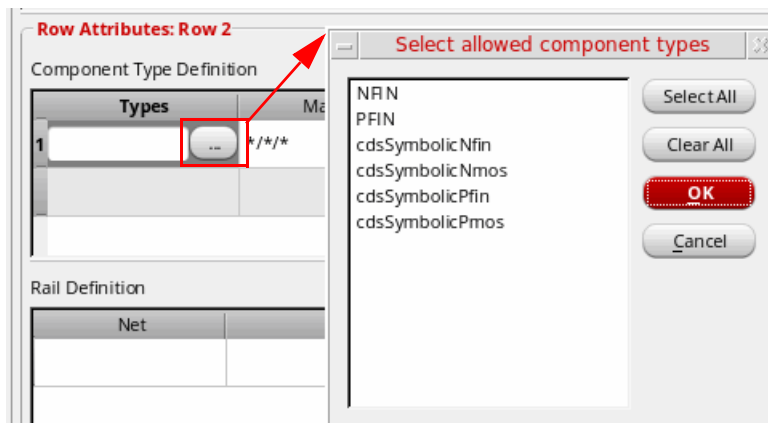 Row Attributes: Row 2
Component Type Definition
Types Ma
1 ... */*/*
Rail Definition
Net
Select allowed component types
NFIN
PFIN
cdsSymbolicNfin
cdsSymbolicNmos
cdsSymbolicPfin
cdsSymbolicPmos
Select All
Clear All
OK
Cancel